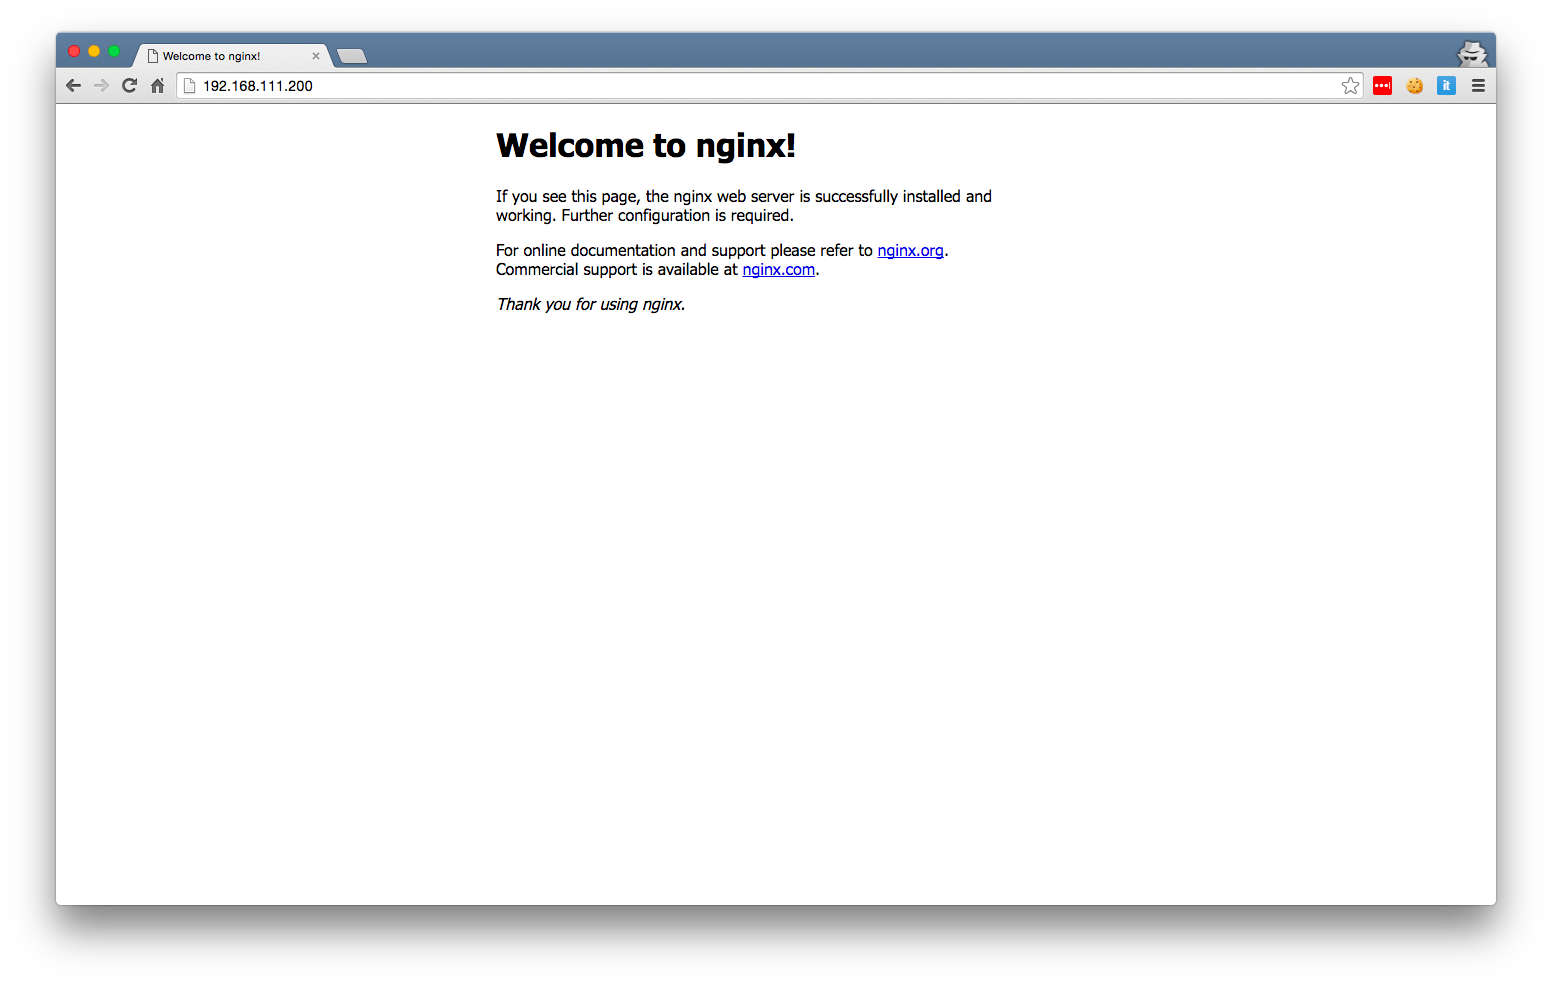 Welcome to nginx!
192.168.111.200
it
Welcome to nginx!
If you see this page, the nginx web server is successfully installed and
working. Further configuration is required.
For online documentation and support please refer to nginx.org.
Commercial support is available at nginx.com.
Thank you for using nginx.